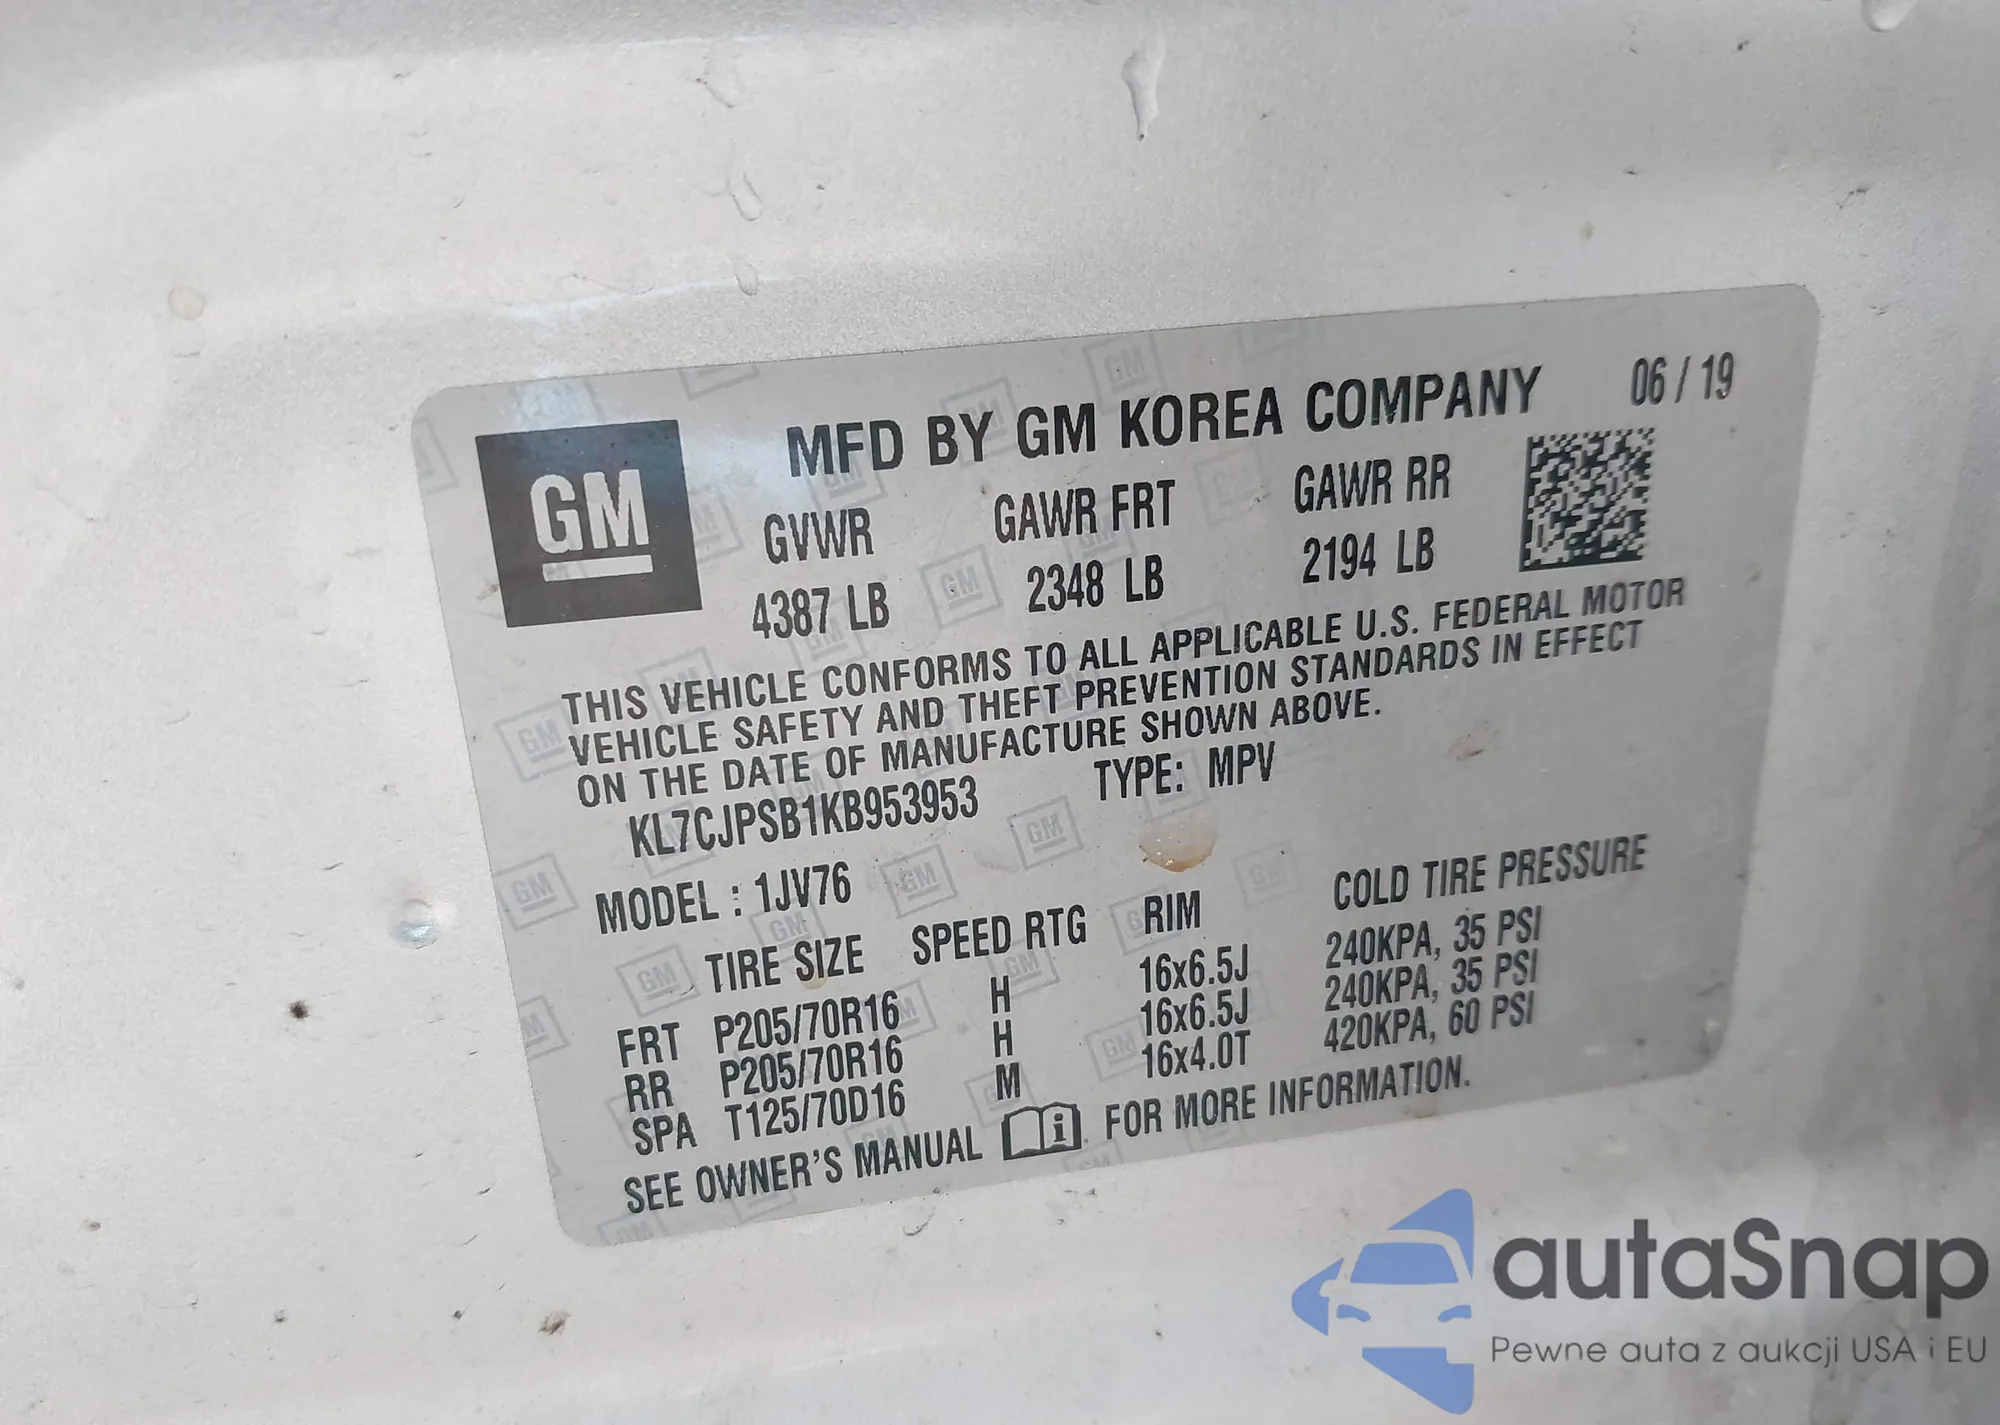 GM
MFD BY GM KOREA COMPANY 06 / 19
GVWR GAWR FRT GAWR RR
4387 LB 2348 LB 2194 LB
THIS VEHICLE CONFORMS TO ALL APPLICABLE U.S. FEDERAL MOTOR
VEHICLE SAFETY AND THEFT PREVENTION STANDARDS IN EFFECT
ON THE DATE OF MANUFACTURE SHOWN ABOVE.
KL7CJPSB1KB953953 TYPE: MPV
MODEL : 1JV76
TIRE SIZE SPEED RTG RIM COLD TIRE PRESSURE
FRT P205/70R16 H 16x6.5J 240KPA, 35 PSI
RR P205/70R16 H 16x6.5J 240KPA, 35 PSI
SPA T125/70D16 M 16x4.0T 420KPA, 60 PSI
SEE OWNER'S MANUAL i FOR MORE INFORMATION.
autaSnap
Pewne auta z aukcji USA i EU